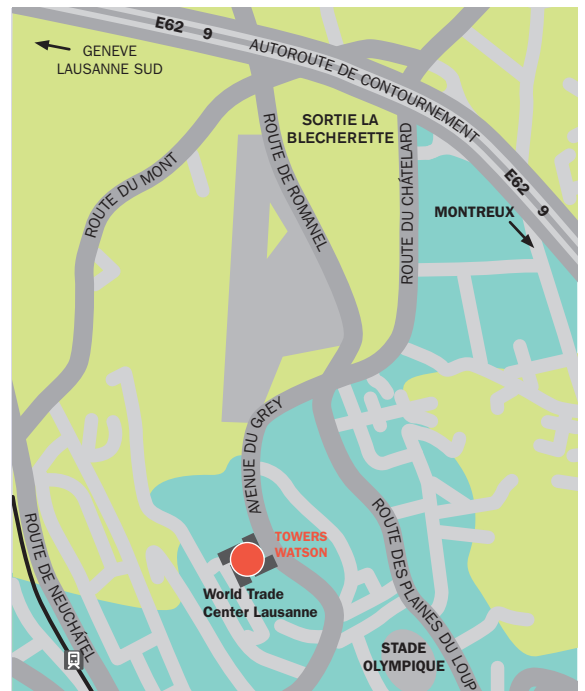 E62 9
GENEVE
LAUSANNE SUD
AUTOROUTE DE CONTOURNEMENT
SORTIE LA
BLECHERETTE
ROUTE DU MONT
ROUTE DE ROMANEL
ROUTE DU CHÂTELARD
E62 9
MONTREUX
AVENUE DU GREY
TOWERS
WATSON
World Trade
Center Lausanne
ROUTE DE NEUCHÁTEL
ROUTE DES PLAINES DU LOUP
STADE
OLYMPIQUE